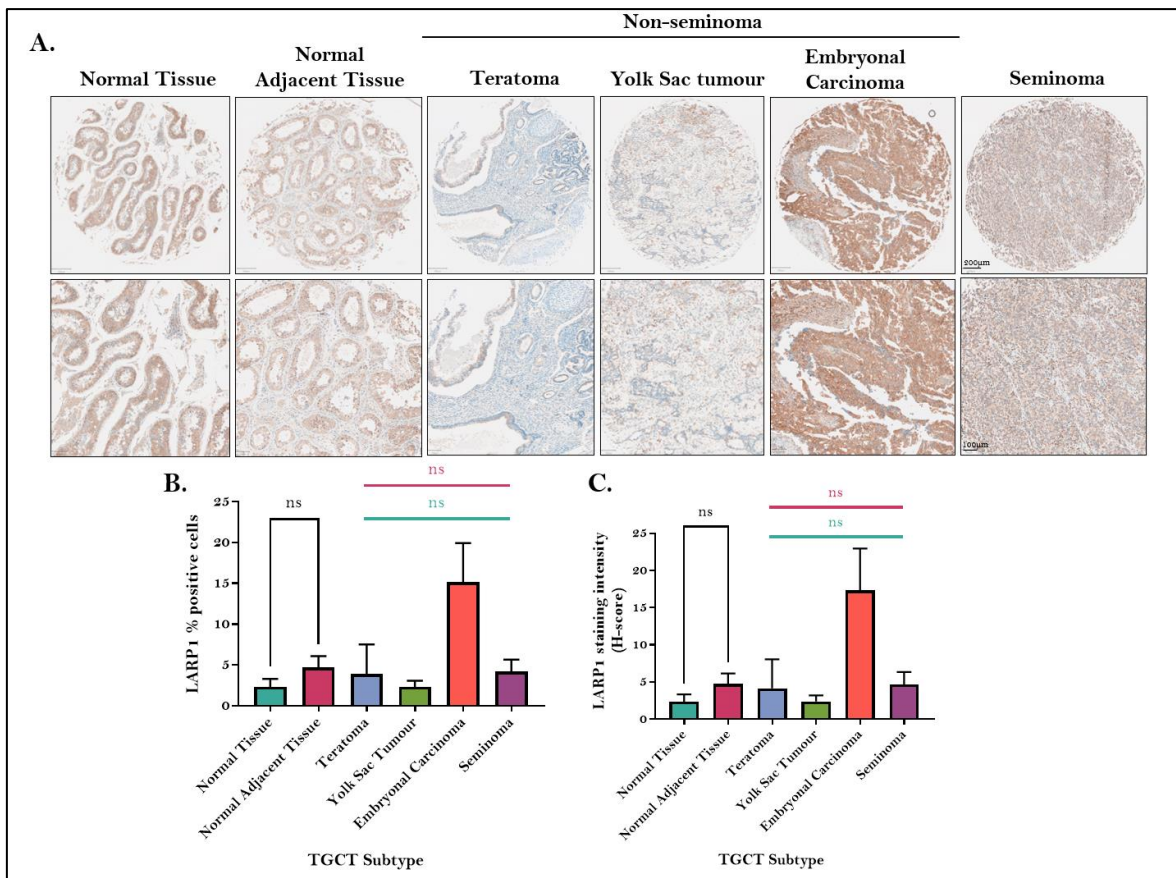 A.
Non-seminoma
Normal Tissue
Normal
Adjacent Tissue
Teratoma
Yolk Sac tumour
Embryonal
Carcinoma
Seminoma
200µm
100µm
B.
ns
ns
ns
LARP1 % positive cells
25
20
15
10
5
0
Normal Tissue
Normal Adjacent Tissue
Teratoma
Yolk Sac Tumour
Embryonal Carcinoma
Seminoma
TGCT Subtype
C.
ns
ns
ns
LARP1 staining intensity
(H-score)
25
20
15
10
5
0
Normal Tissue
Normal Adjacent Tissue
Teratoma
Yolk Sac Tumour
Embryonal Carcinoma
Seminoma
TGCT Subtype